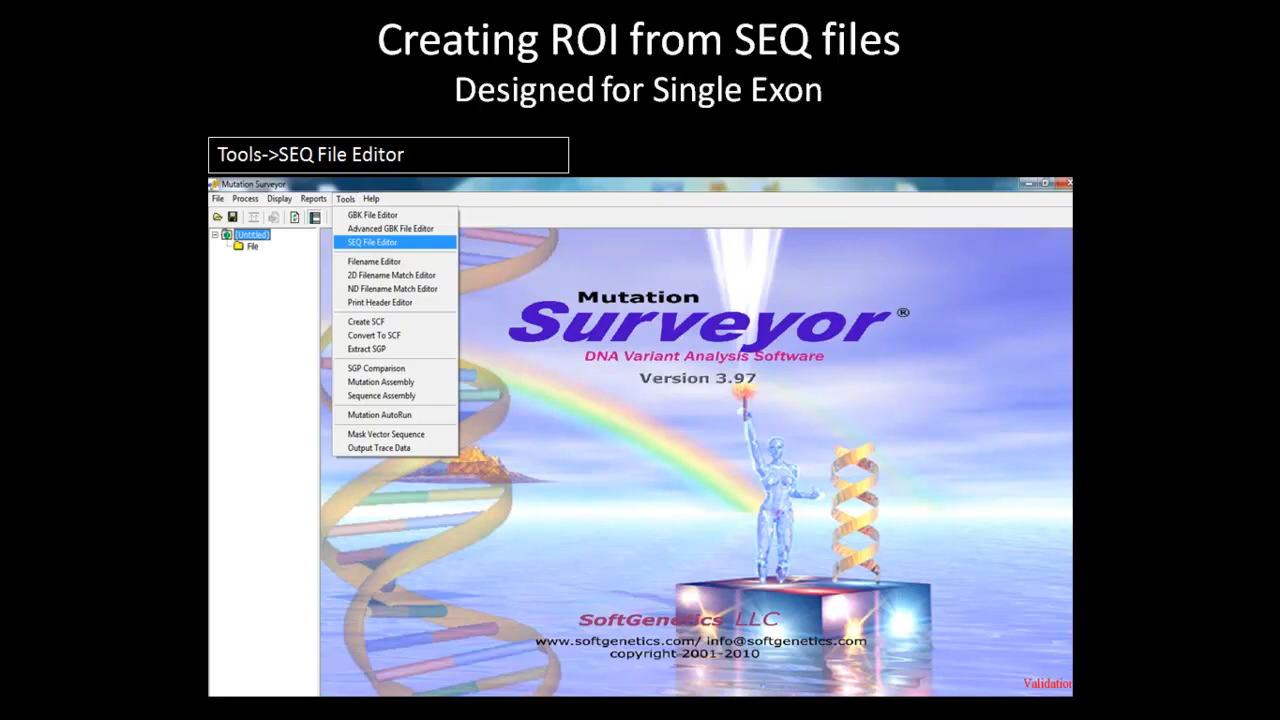 Creating ROI from SEQ files
Designed for Single Exon
Tools->SEQ File Editor
Mutation Surveyor
File Process Display Reports Tools Help
GBK File Editor
Advanced GBK File Editor
SEQ File Editor
(Untitled)
File
Filename Editor
2D Filename Match Editor
ND Filename Match Editor
Print Header Editor
Create SCF
Convert To SCF
Extract SGP
SGP Comparison
Mutation Assembly
Sequence Assembly
Mutation AutoRun
Mask Vector Sequence
Output Trace Data
Mutation
Surveyor ®
DNA Variant Analysis Software
Version 3.97
SoftGenetics LLC
www.softgenetics.com/ info@softgenetics.com
copyright 2001-2010
Validation